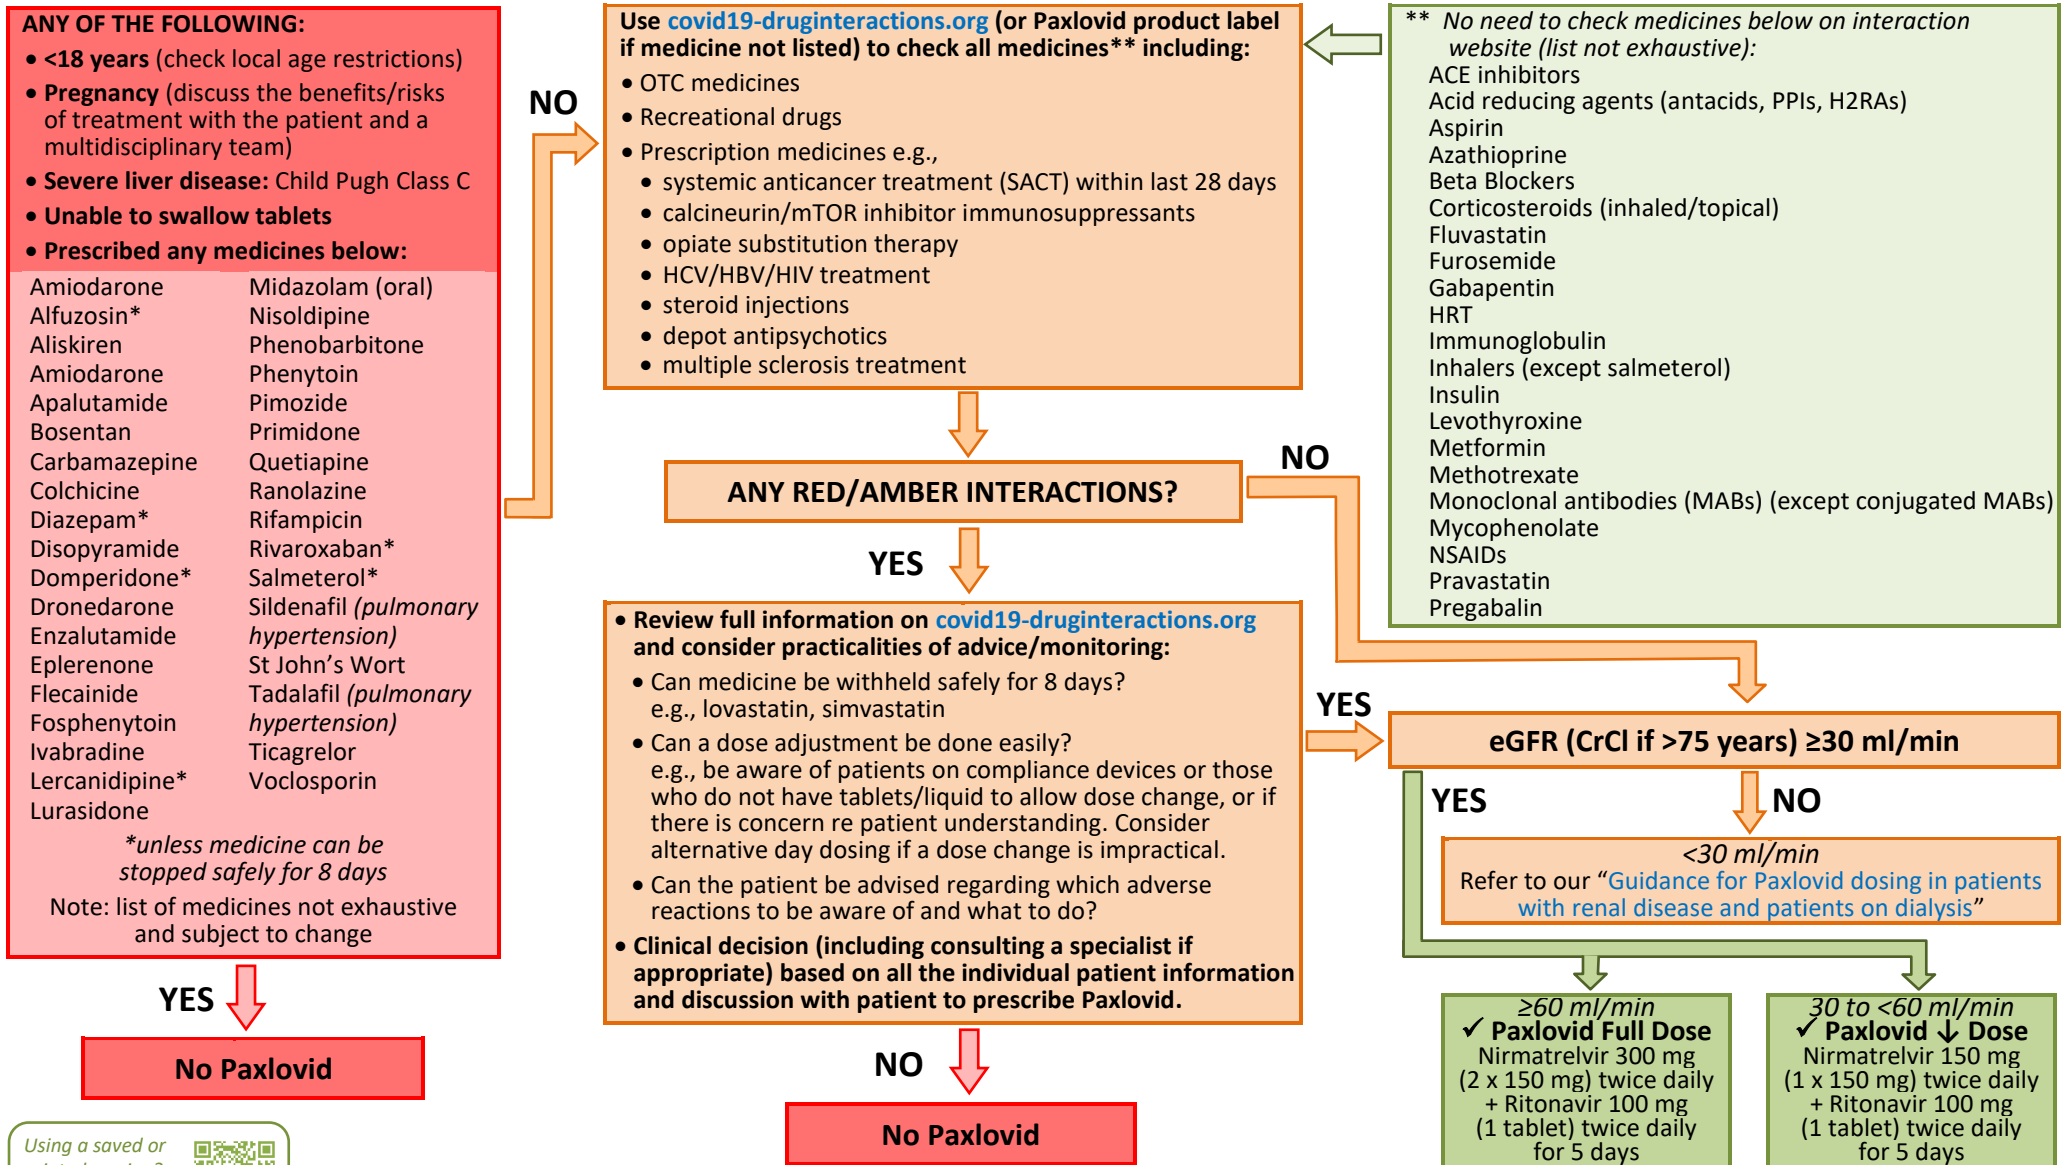 ANY OF THE FOLLOWING:
• <18 years (check local age restrictions)
• Pregnancy (discuss the benefits/risks
of treatment with the patient and a
multidisciplinary team)
• Severe liver disease: Child Pugh Class C
• Unable to swallow tablets
• Prescribed any medicines below:
Amiodarone
Alfuzosin*
Aliskiren
Amiodarone
Apalutamide
Bosentan
Carbamazepine
Colchicine
Diazepam*
Disopyramide
Domperidone*
Dronedarone
Enzalutamide
Eplerenone
Flecainide
Fosphenytoin
Ivabradine
Lercanidipine*
Lurasidone
Midazolam (oral)
Nisoldipine
Phenobarbitone
Phenytoin
Pimozide
Primidone
Quetiapine
Ranolazine
Rifampicin
Rivaroxaban*
Salmeterol*
Sildenafil (pulmonary
hypertension)
St John’s Wort
Tadalafil (pulmonary
hypertension)
Ticagrelor
Voclosporin
*unless medicine can be
stopped safely for 8 days
Note: list of medicines not exhaustive
and subject to change
YES
No Paxlovid
Using a saved or
NO
Use covid19-druginteractions.org (or Paxlovid product label
if medicine not listed) to check all medicines** including:
• OTC medicines
• Recreational drugs
• Prescription medicines e.g.,
• systemic anticancer treatment (SACT) within last 28 days
• calcineurin/mTOR inhibitor immunosuppressants
• opiate substitution therapy
• HCV/HBV/HIV treatment
• steroid injections
• depot antipsychotics
• multiple sclerosis treatment
ANY RED/AMBER INTERACTIONS?
NO
YES
• Review full information on covid19-druginteractions.org
and consider practicalities of advice/monitoring:
• Can medicine be withheld safely for 8 days?
e.g., lovastatin, simvastatin
• Can a dose adjustment be done easily?
e.g., be aware of patients on compliance devices or those
who do not have tablets/liquid to allow dose change, or if
there is concern re patient understanding. Consider
alternative day dosing if a dose change is impractical.
• Can the patient be advised regarding which adverse
reactions to be aware of and what to do?
• Clinical decision (including consulting a specialist if
appropriate) based on all the individual patient information
and discussion with patient to prescribe Paxlovid.
NO
No Paxlovid
YES
** No need to check medicines below on interaction
website (list not exhaustive):
ACE inhibitors
Acid reducing agents (antacids, PPIs, H2RAs)
Aspirin
Azathioprine
Beta Blockers
Corticosteroids (inhaled/topical)
Fluvastatin
Furosemide
Gabapentin
HRT
Immunoglobulin
Inhalers (except salmeterol)
Insulin
Levothyroxine
Metformin
Methotrexate
Monoclonal antibodies (MABs) (except conjugated MABs)
Mycophenolate
NSAIDs
Pravastatin
Pregabalin
eGFR (CrCl if >75 years) ≥30 ml/min
YES
NO
<30 ml/min
Refer to our “Guidance for Paxlovid dosing in patients
with renal disease and patients on dialysis”
≥60 ml/min
✓ Paxlovid Full Dose
Nirmatrelvir 300 mg
(2 x 150 mg) twice daily
+ Ritonavir 100 mg
(1 tablet) twice daily
for 5 days
30 to <60 ml/min
✓ Paxlovid ↓ Dose
Nirmatrelvir 150 mg
(1 x 150 mg) twice daily
+ Ritonavir 100 mg
(1 tablet) twice daily
for 5 days